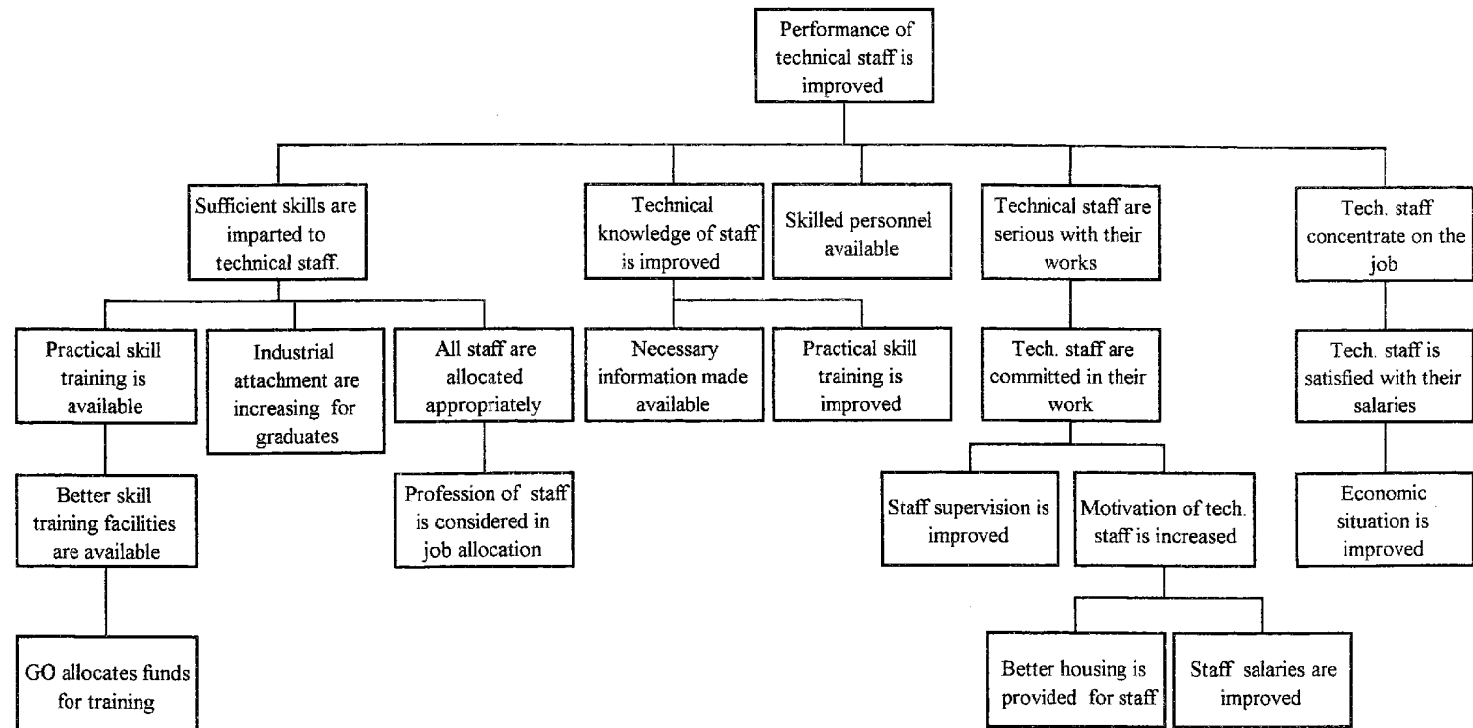 Performance of
technical staff is
improved
Sufficient skills are
imparted to
technical staff.
Technical
knowledge of staff
is improved
Skilled personnel
available
Technical staff are
serious with their
works
Tech. staff
concentrate on the
job
Practical skill
training is
available
Industrial
attachment are
increasing for
graduates
All staff are
allocated
appropriately
Necessary
information made
available
Practical skill
training is
improved
Tech. staff are
committed in their
work
Tech. staff is
satisfied with their
salaries
Better skill
training facilities
are available
Profession of staff
is considered in
job allocation
Staff supervision is
improved
Motivation of tech.
staff is increased
Economic
situation is
improved
GO allocates funds
for training
Better housing is
provided for staff
Staff salaries are
improved